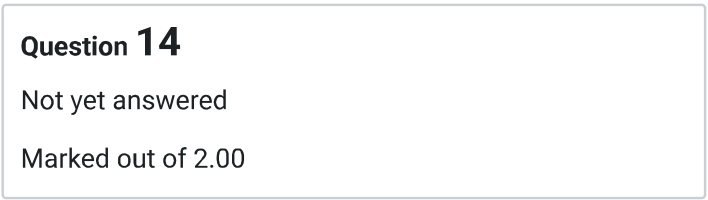 Question 14
Not yet answered
Marked out of 2.00